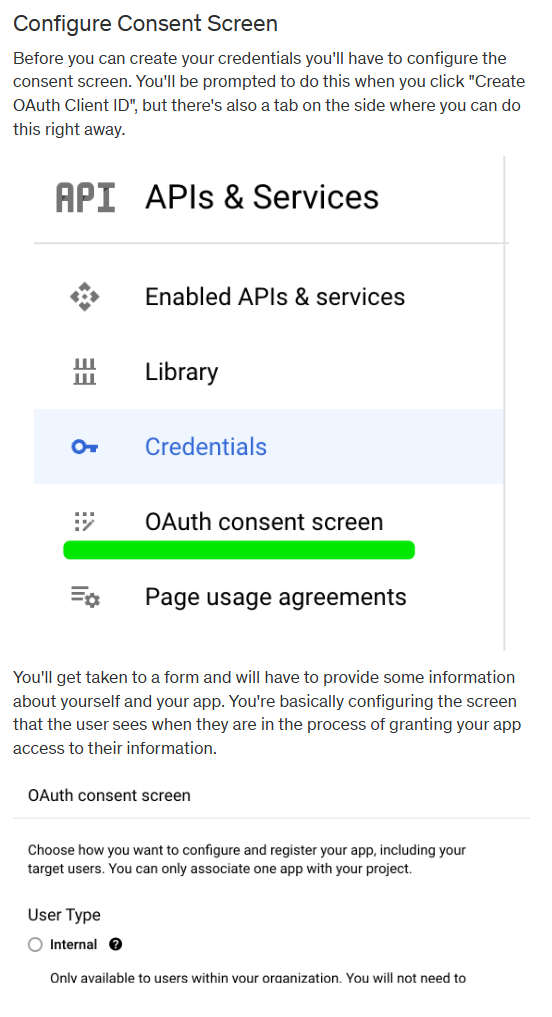 Configure Consent Screen
Before you can create your credentials you'll have to configure the
consent screen. You'll be prompted to do this when you click "Create
OAuth Client ID", but there's also a tab on the side where you can do
this right away.
API APIs & Services
Enabled APIs & services
Library
Credentials
OAuth consent screen
Page usage agreements
You'll get taken to a form and will have to provide some information
about yourself and your app. You're basically configuring the screen
that the user sees when they are in the process of granting your app
access to their information.
OAuth consent screen
Choose how you want to configure and register your app, including your
target users. You can only associate one app with your project.
User Type
Internal ?
Only available to users within your organization. You will not need to